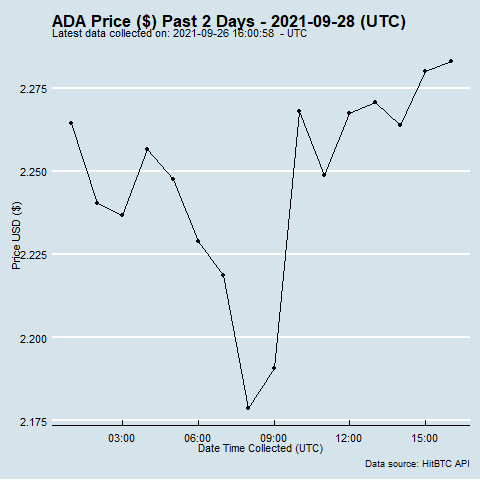 ADA Price ($) Past 2 Days - 2021-09-28 (UTC)
Latest data collected on: 2021-09-26 16:00:58 - UTC
2.275
2.250
2.225
2.200
2.175
Price USD ($)
03:00 06:00 09:00 12:00 15:00
Date Time Collected (UTC)
Data source: HitBTC API